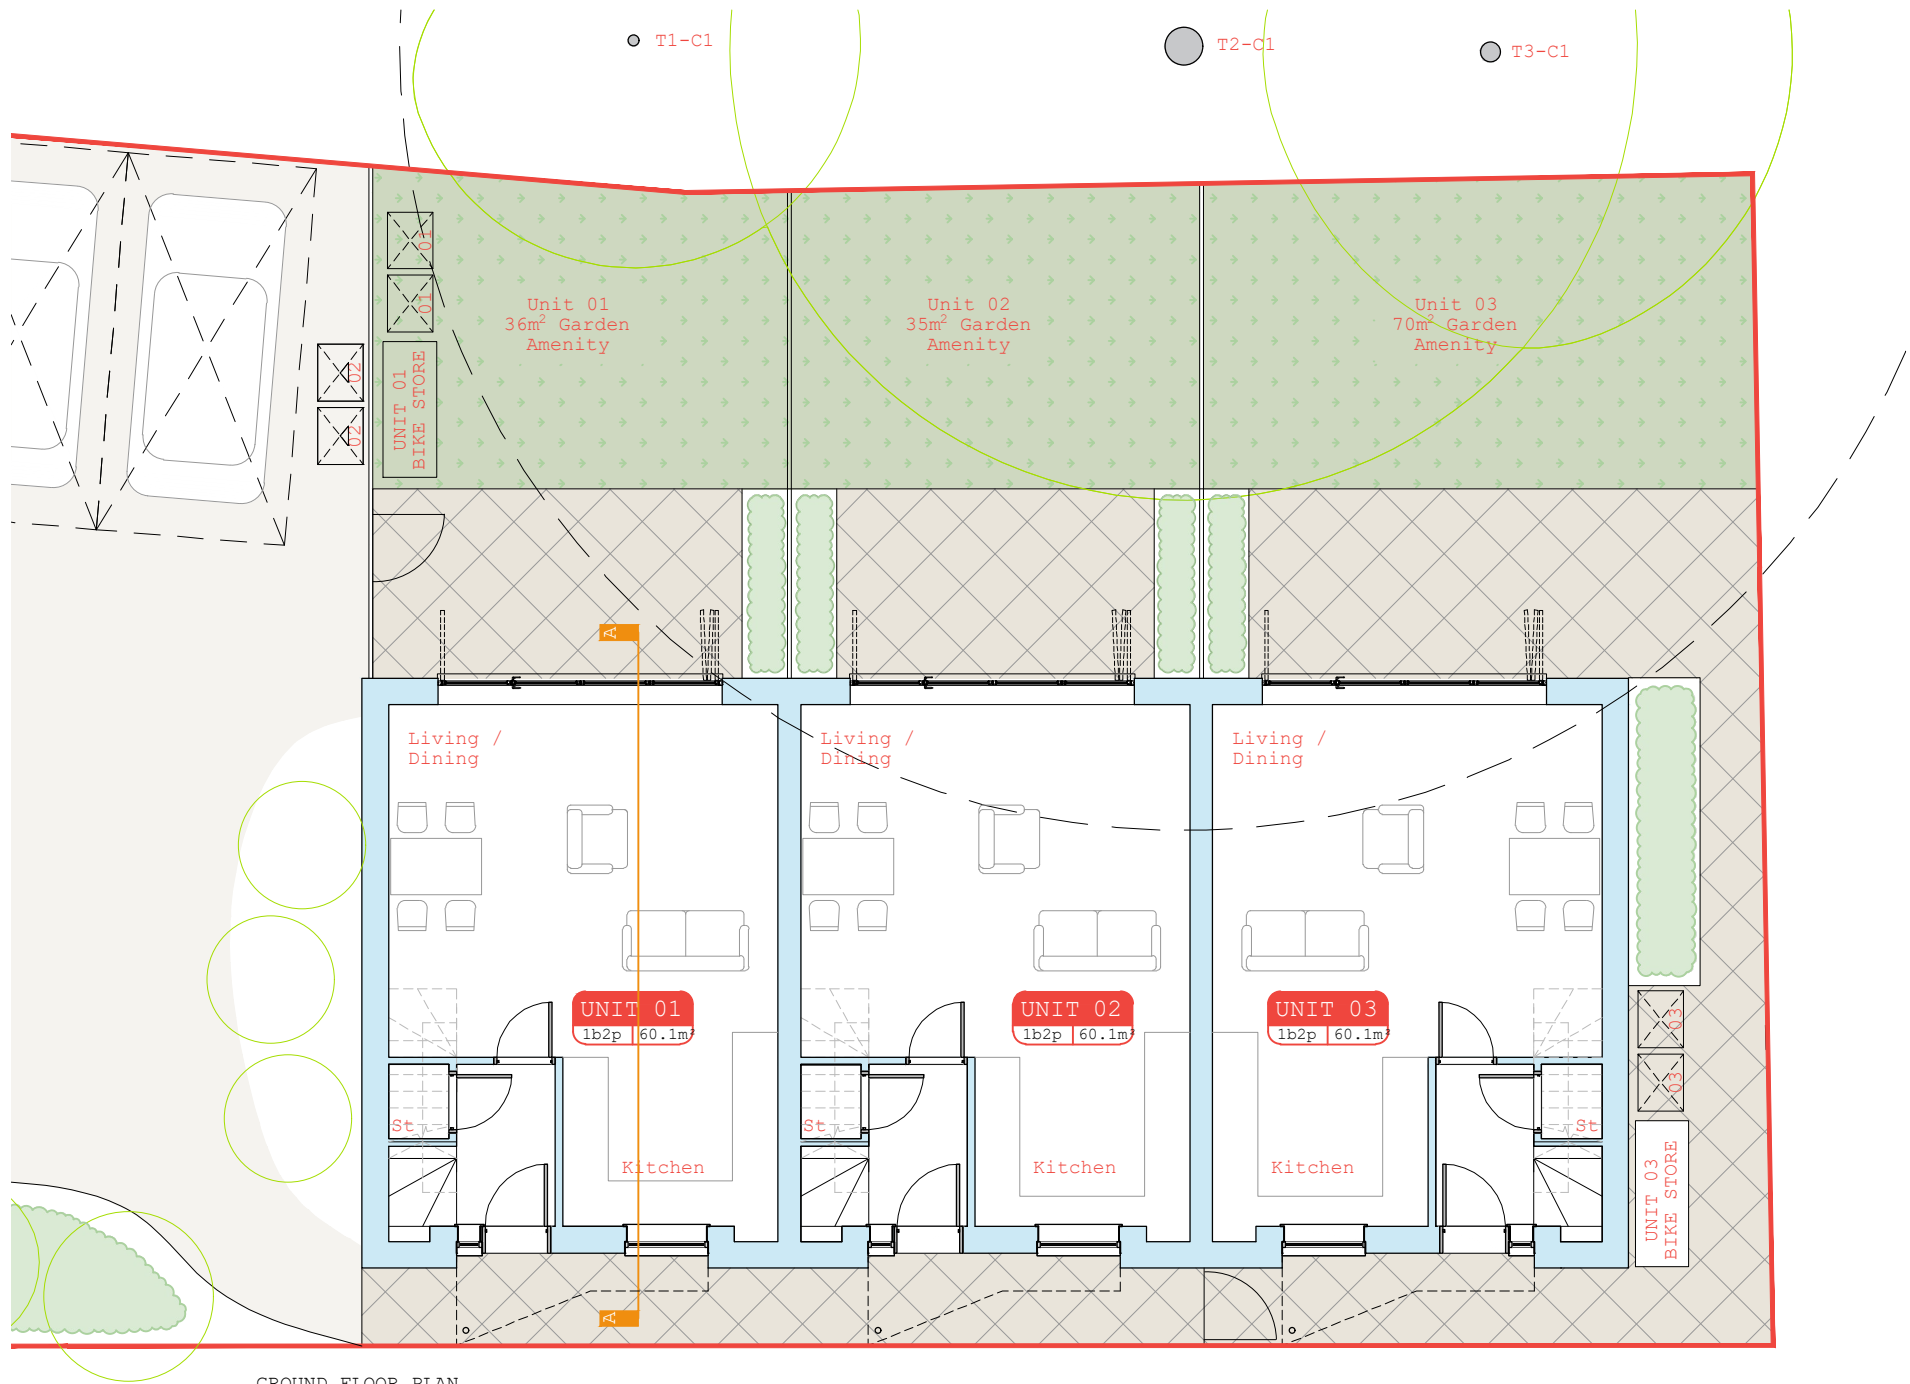 T1-C1
T2-C1
T3-C1
01
01
02
02
UNIT 01
BIKE STORE
Unit 01
36m² Garden
Amenity
Unit 02
35m² Garden
Amenity
Unit 03
70m² Garden
Amenity
A
Living /
Dining
Living /
Dining
Living /
Dining
UNIT 01
1b2p 60.1m²
UNIT 02
1b2p 60.1m²
UNIT 03
1b2p 60.1m²
03
03
St
St
St
Kitchen
Kitchen
Kitchen
UNIT 03
BIKE STORE
A
GROUND FLOOR PLAN